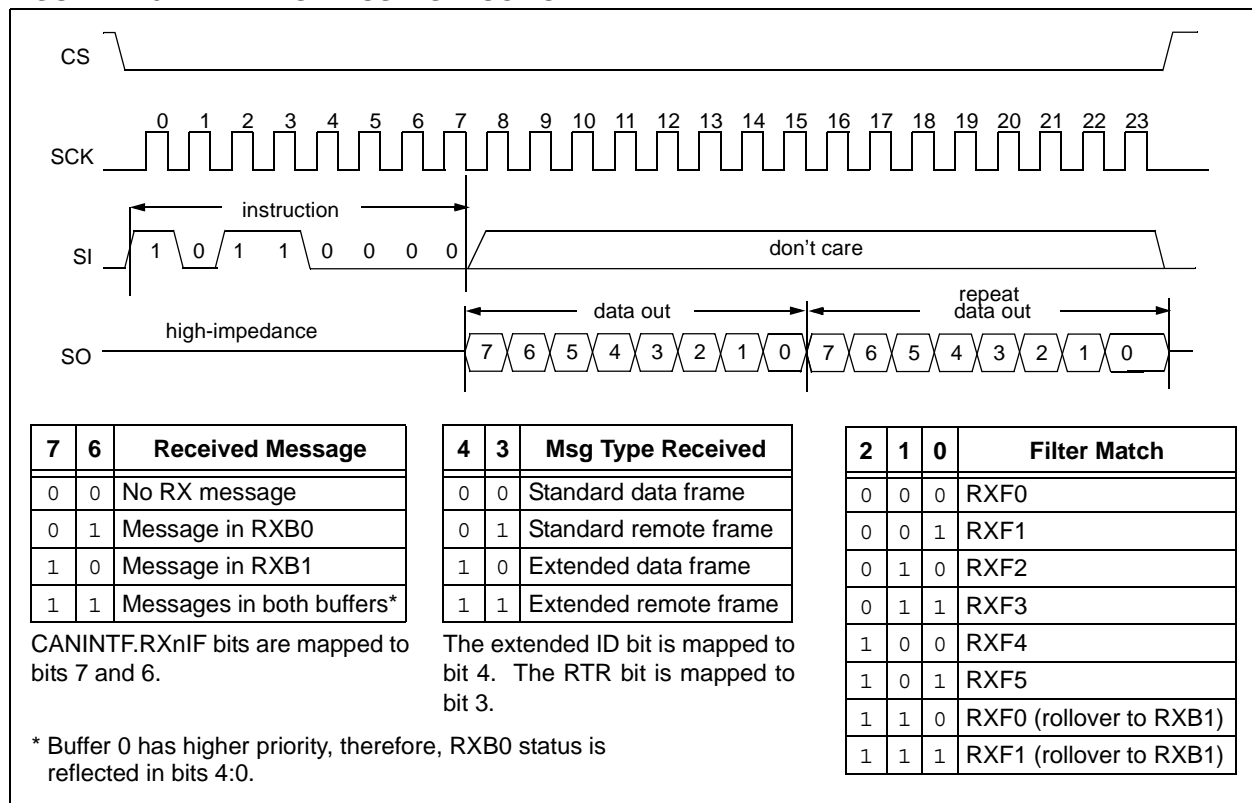 CS
0 1 2 3 4 5 6 7 8 9 10 11 12 13 14 15 16 17 18 19 20 21 22 23
SCK
instruction
SI 1 0 1 1 0 0 0 0 don't care
repeat
data out data out
high-impedance
SO 7 6 5 4 3 2 1 0 7 6 5 4 3 2 1 0
7 6 Received Message
0 0 No RX message
0 1 Message in RXB0
1 0 Message in RXB1
1 1 Messages in both buffers*
CANINTF.RXnIF bits are mapped to
bits 7 and 6.
4 3 Msg Type Received
0 0 Standard data frame
0 1 Standard remote frame
1 0 Extended data frame
1 1 Extended remote frame
The extended ID bit is mapped to
bit 4. The RTR bit is mapped to
bit 3.
2 1 0 Filter Match
0 0 0 RXF0
0 0 1 RXF1
0 1 0 RXF2
0 1 1 RXF3
1 0 0 RXF4
1 0 1 RXF5
1 1 0 RXF0 (rollover to RXB1)
1 1 1 RXF1 (rollover to RXB1)
* Buffer 0 has higher priority, therefore, RXB0 status is
reflected in bits 4:0.